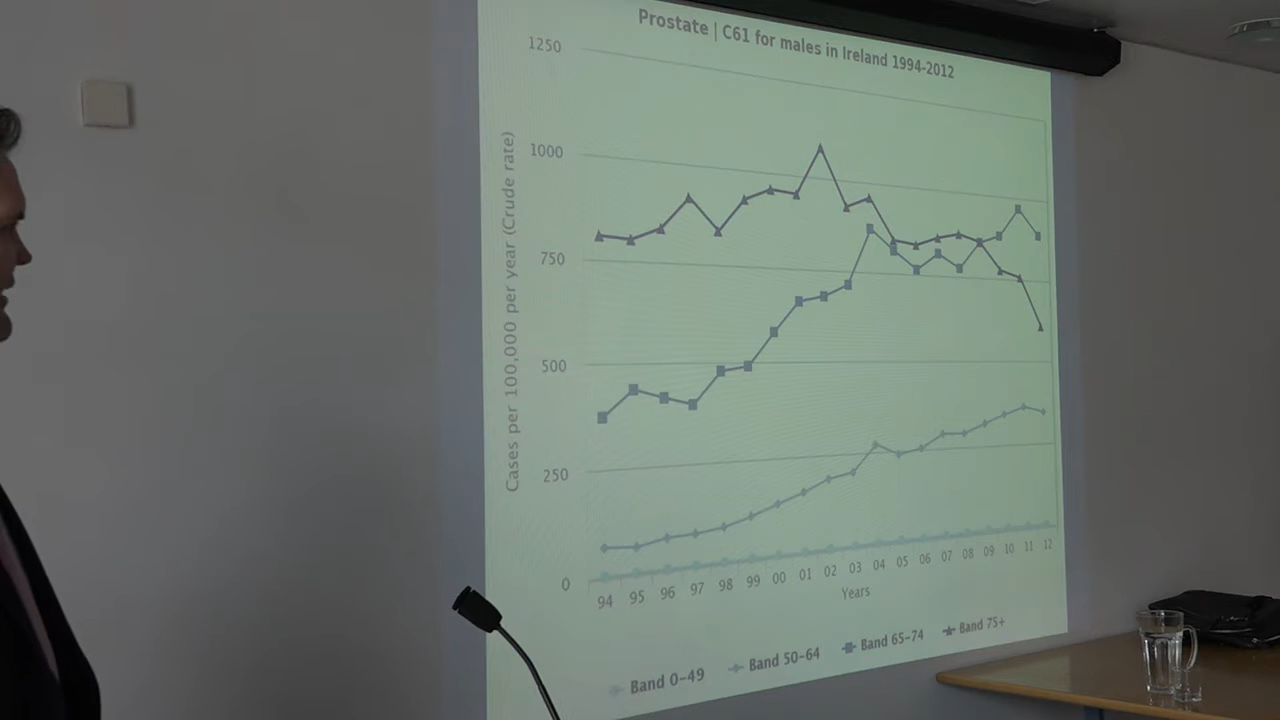 Prostate | C61 for males in Ireland 1994-2012
1250
1000
750
500
250
0
Cases per 100,000 per year (Crude rate)
94 95 96 97 98 99 00 01 02 03 04 05 06 07 08 09 10 11 12
Years
Band 0-49 Band 50-64 Band 65-74 Band 75+